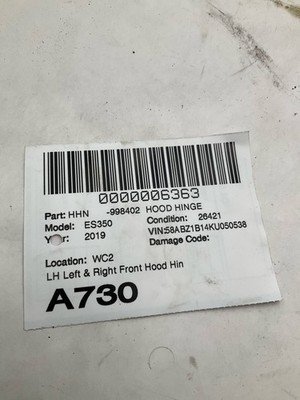 0000006363
Part: HHN -998402 HOOD HINGE
Model: ES350 Condition: 26421
Year: 2019 VIN:58ABZ1B14KU050538
Damage Code:
Location: WC2
LH Left & Right Front Hood Hin
A730